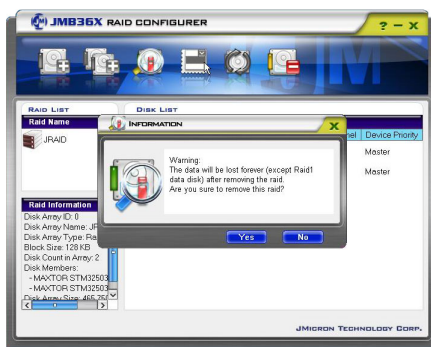 JMB36X RAID CONFIGURER
? – X
RAID LIST
DISK LIST
Raid Name
JRAID
Device Priority
Master
Master
INFORMATION
X
Warning:
The data will be lost forever (except Raid1
data disk) after removing the raid.
Are you sure to remove this raid?
Yes
No
Raid Information
Disk Array ID: 0
Disk Array Name:
Disk Array Type:
Block Size: 128 KB
Disk Count in Array: 2
Disk Members:
- MAXTOR STM32503
- MAXTOR STM32503
Disk Array Size:
JMICRON TECHNOLOGY CORP.